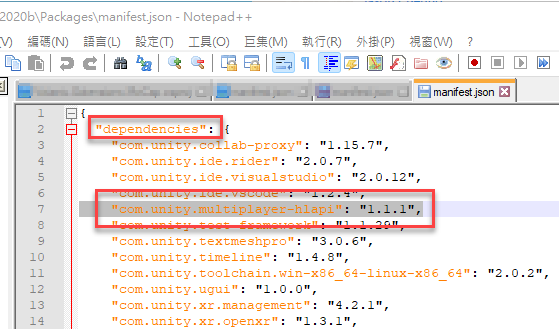 2020b\Packages\manifest.json - Notepad++
(V) 編碼(N) 語言(L) 設定(T) 工具(O) 巨集(M) 執行(R) 外掛(P) 視窗(W) ?
manifest.json
1 {
2 "dependencies": {
3 "com.unity.collab-proxy": "1.15.7",
4 "com.unity.ide.rider": "2.0.7",
5 "com.unity.ide.visualstudio": "2.0.12",
6 "com.unity.ide.vscode": "1.2.4",
7 "com.unity.multiplayer-hlapi": "1.1.1",
8 "com.unity.test-framework": "1.1.29",
9 "com.unity.textmeshpro": "3.0.6",
10 "com.unity.timeline": "1.4.8",
11 "com.unity.toolchain.win-x86_64-linux-x86_64": "2.0.2",
12 "com.unity.ugui": "1.0.0",
13 "com.unity.xr.management": "4.2.1",
14 "com.unity.xr.openxr": "1.3.1",